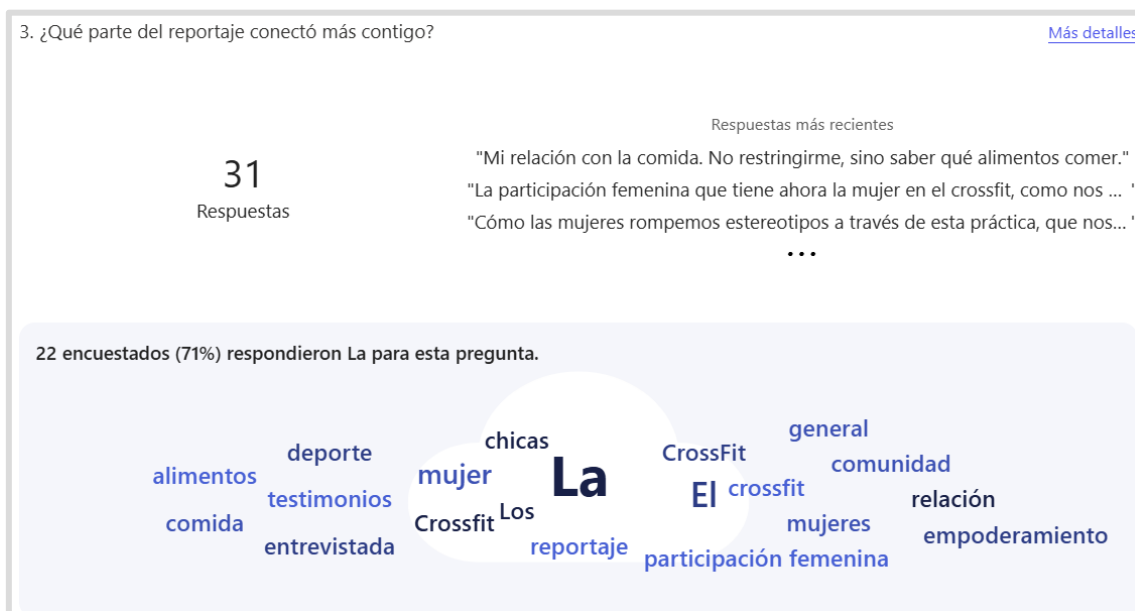 3. ¿Qué parte del reportaje conectó más contigo?
Más detalles
31
Respuestas
Respuestas más recientes
"Mi relación con la comida. No restringirme, sino saber qué alimentos comer."
"La participación femenina que tiene ahora la mujer en el crossfit, como nos ... "
"Cómo las mujeres rompemos estereotipos a través de esta práctica, que nos... "
...
22 encuestados (71%) respondieron La para esta pregunta.
general
chicas
deporte
CrossFit
comunidad
alimentos
mujer
La
testimonios
El
crossfit
relación
comida
Crossfit
Los
mujeres
empoderamiento
entrevistada
reportaje
participación femenina